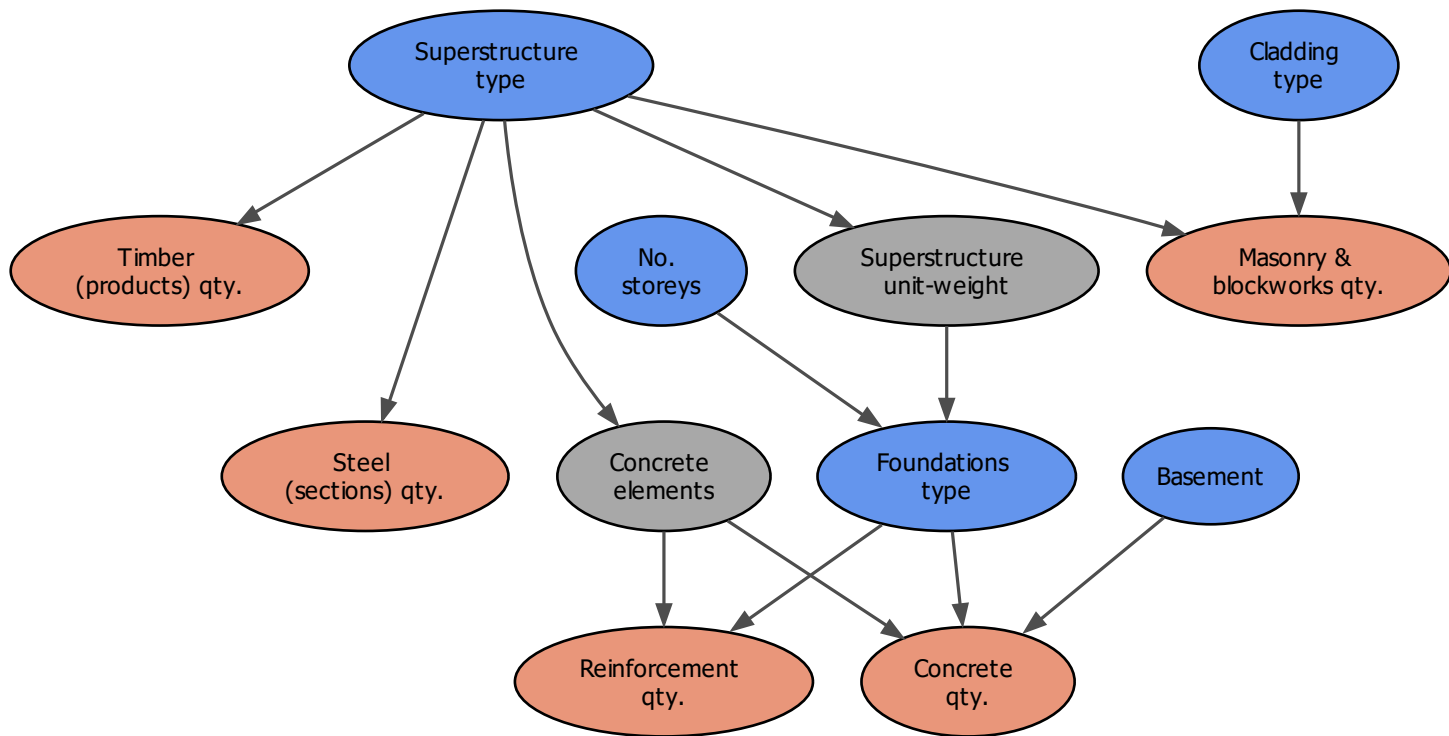 Superstructure
type
Cladding
type
Timber
(products) qty.
No.
storeys
Superstructure
unit-weight
Masonry &
blockworks qty.
Steel
(sections) qty.
Concrete
elements
Foundations
type
Basement
Reinforcement
qty.
Concrete
qty.